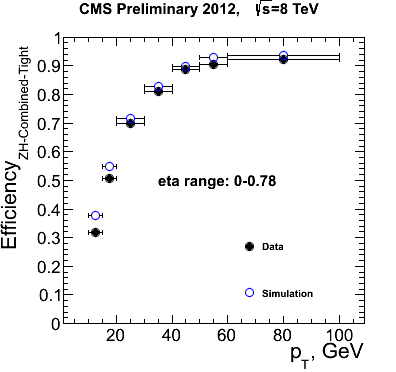 CMS Preliminary 2012, √s=8 TeV
Efficiency ZH-Combined-Tight
1
0.9
0.8
0.7
0.6
0.5
0.4
0.3
0.2
0.1
0
eta range: 0-0.78
Data
Simulation
20 40 60 80 100
pT, GeV